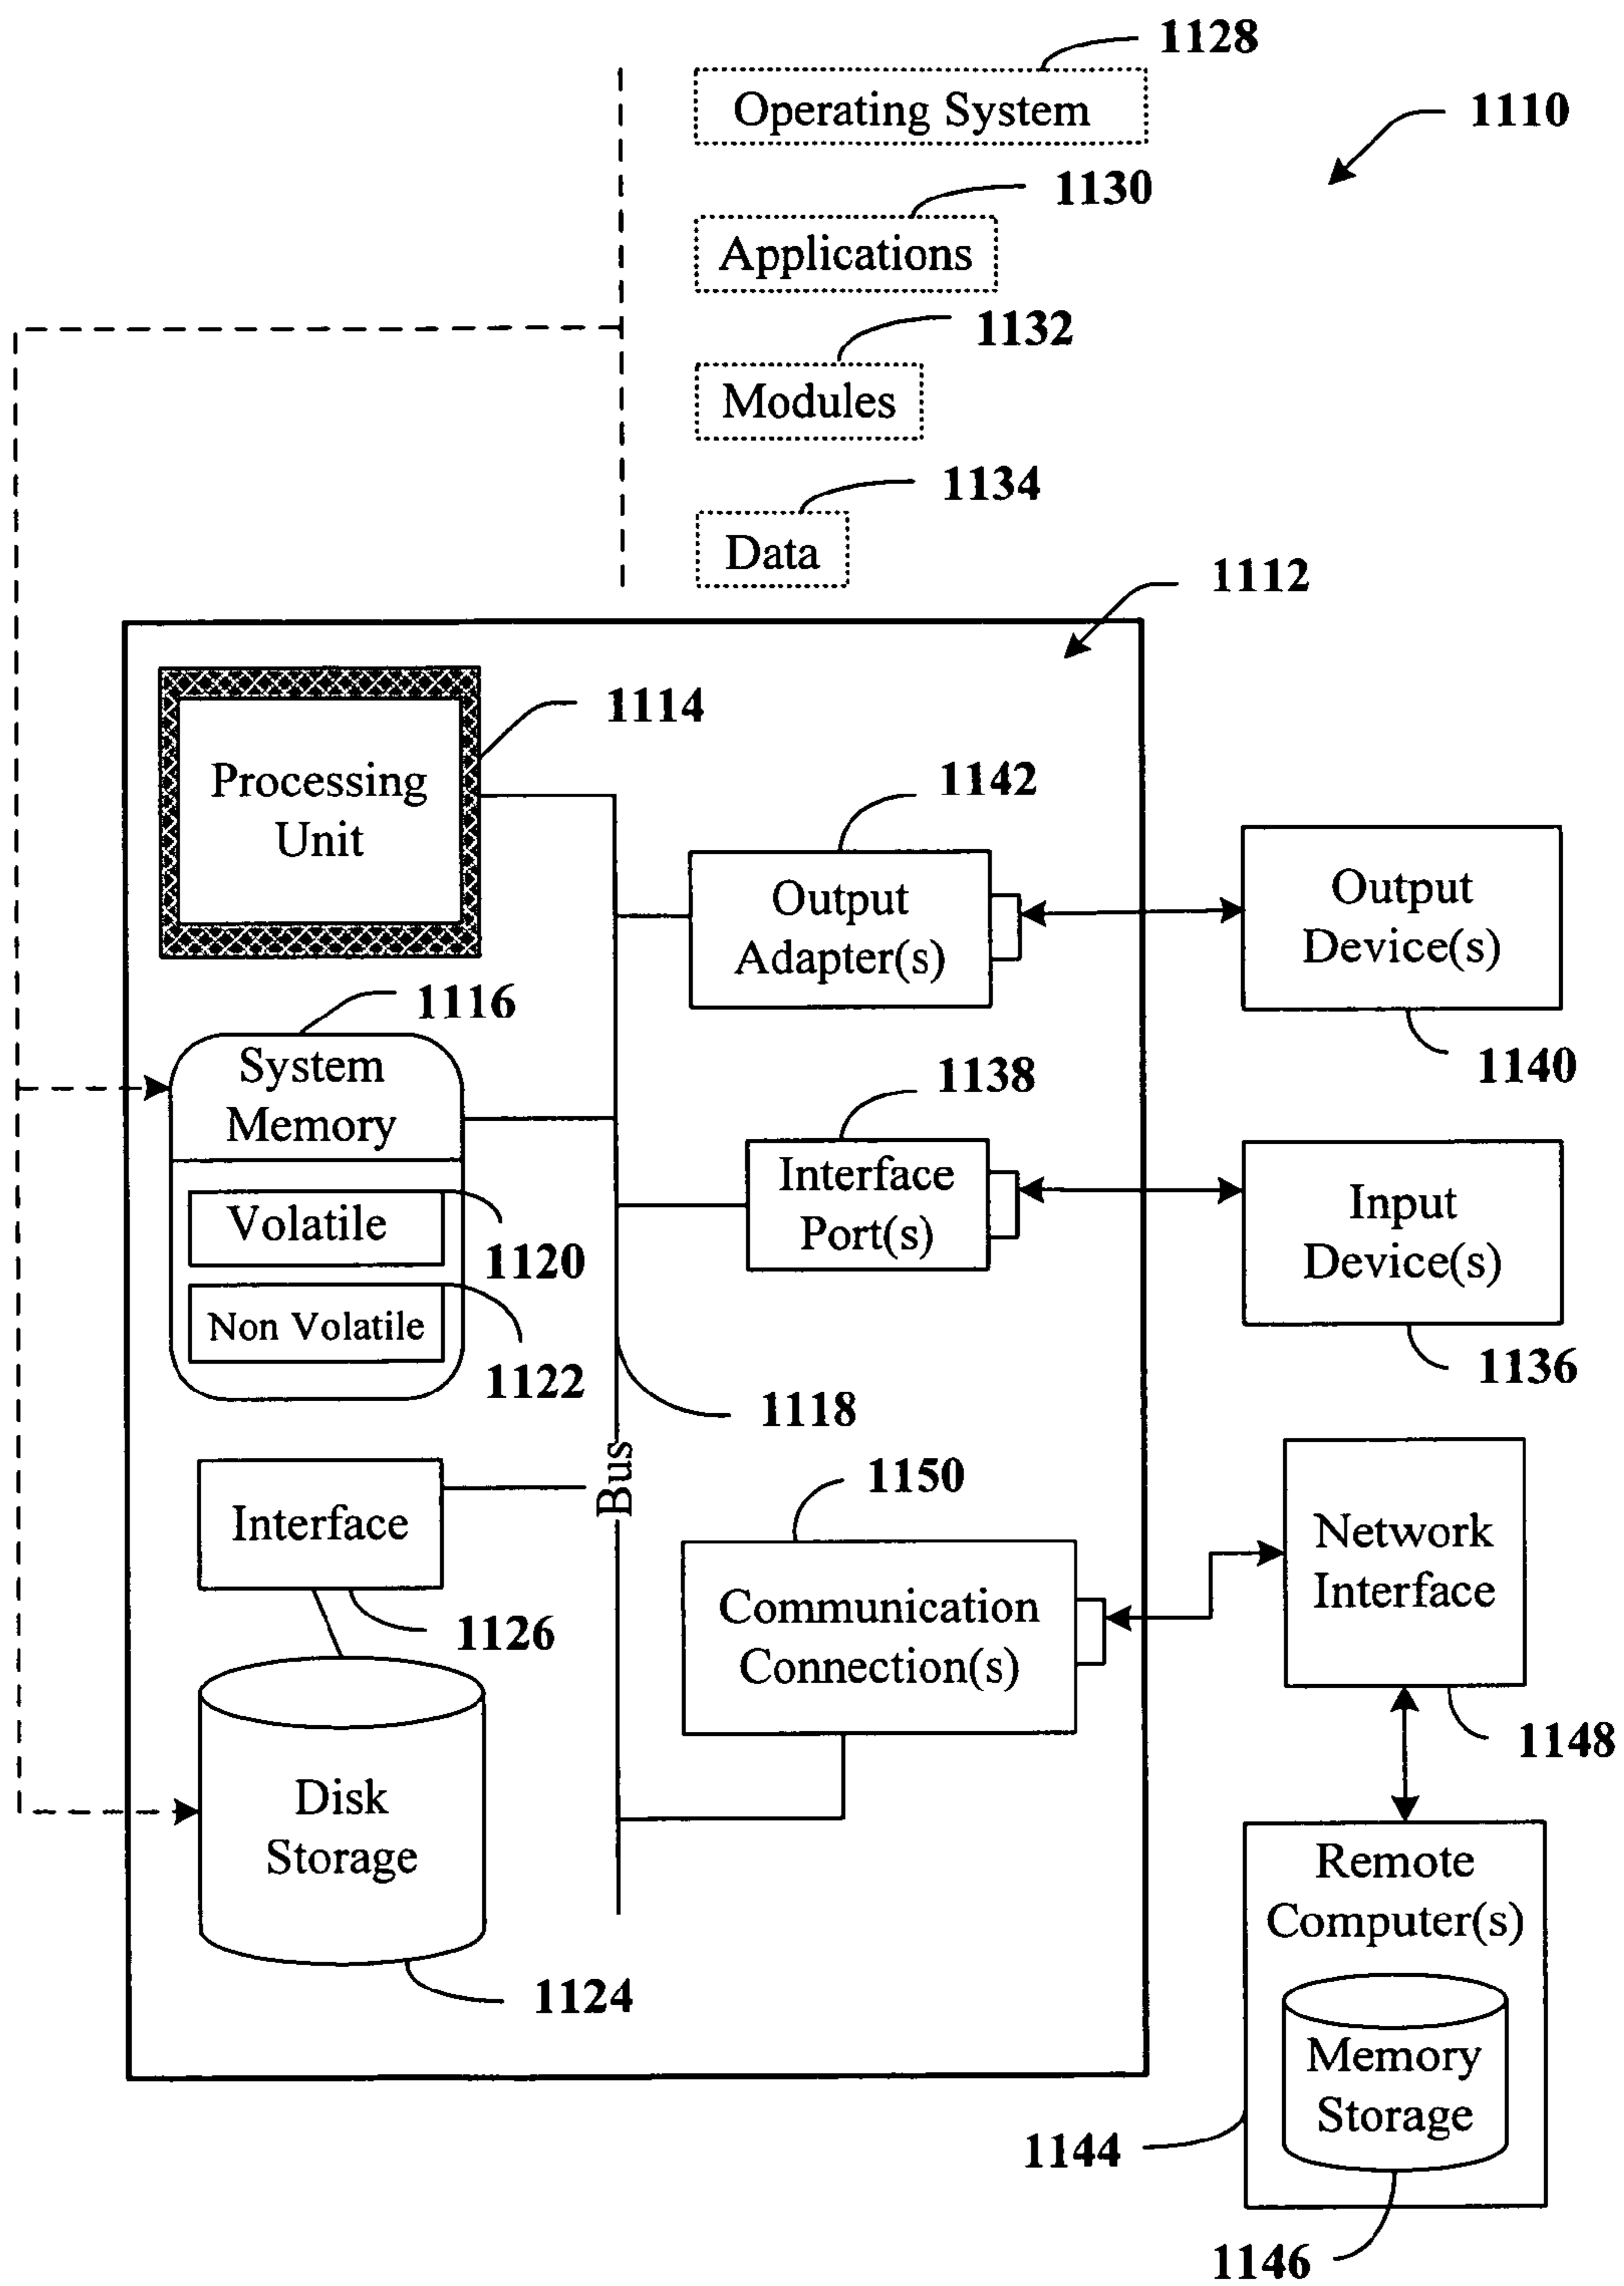 1128
Operating System
1110
1130
Applications
1132
Modules
1134
Data
1112
1114
Processing
Unit
1142
Output
Adapter(s)
Output
Device(s)
1140
1116
System
Memory
Volatile
1120
Non Volatile
1122
1138
Interface
Port(s)
Input
Device(s)
1136
1118
Bus
Interface
1126
1150
Communication
Connection(s)
Network
Interface
1148
Disk
Storage
1124
Remote
Computer(s)
Memory
Storage
1144
1146